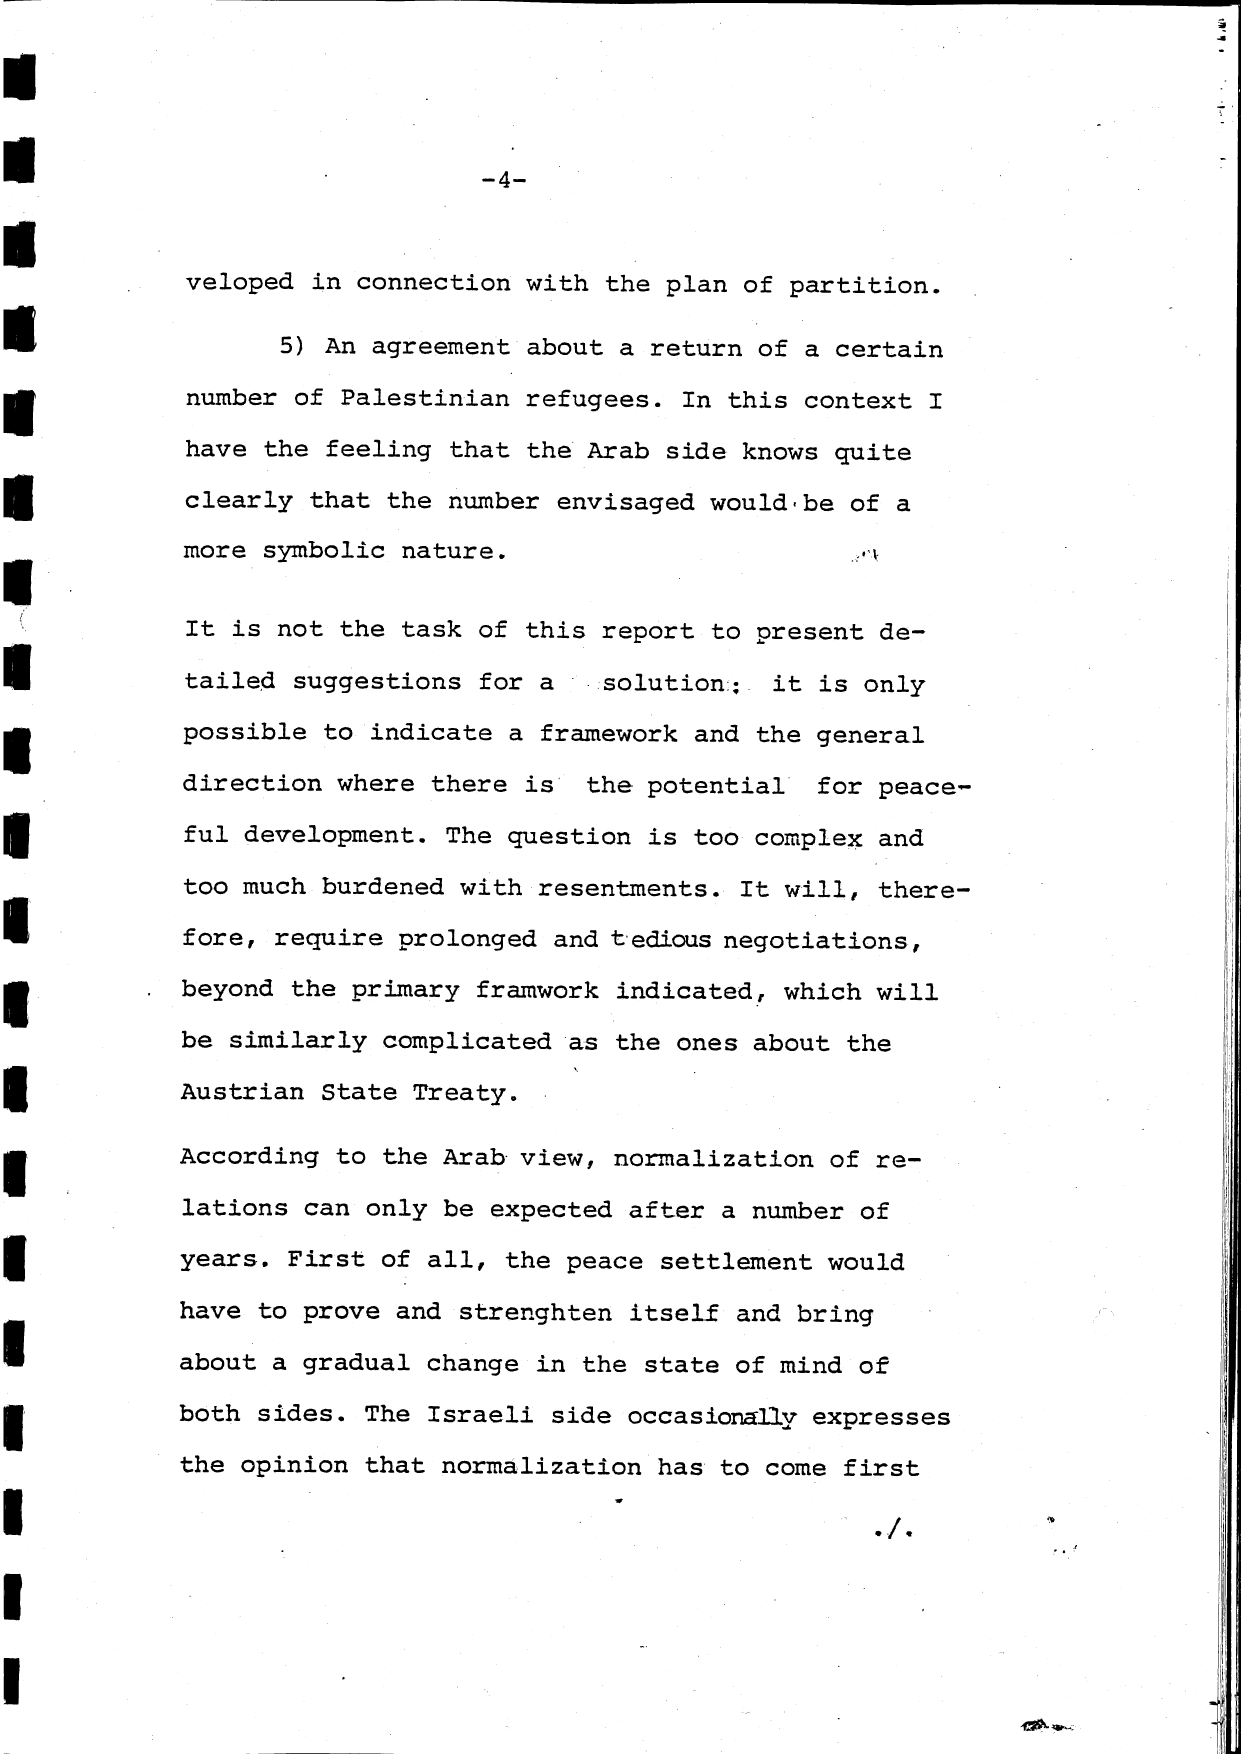 -4-
veloped in connection with the plan of partition.
5) An agreement about a return of a certain
number of Palestinian refugees. In this context I
have the feeling that the Arab side knows quite
clearly that the number envisaged would be of a
more symbolic nature.
It is not the task of this report to present de-
tailed suggestions for a solution; it is only
possible to indicate a framework and the general
direction where there is the potential for peace-
ful development. The question is too complex and
too much burdened with resentments. It will, there-
fore, require prolonged and tedious negotiations,
beyond the primary framwork indicated, which will
be similarly complicated as the ones about the
Austrian State Treaty.
According to the Arab view, normalization of re-
lations can only be expected after a number of
years. First of all, the peace settlement would
have to prove and strenghten itself and bring
about a gradual change in the state of mind of
both sides. The Israeli side occasionally expresses
the opinion that normalization has to come first
./.